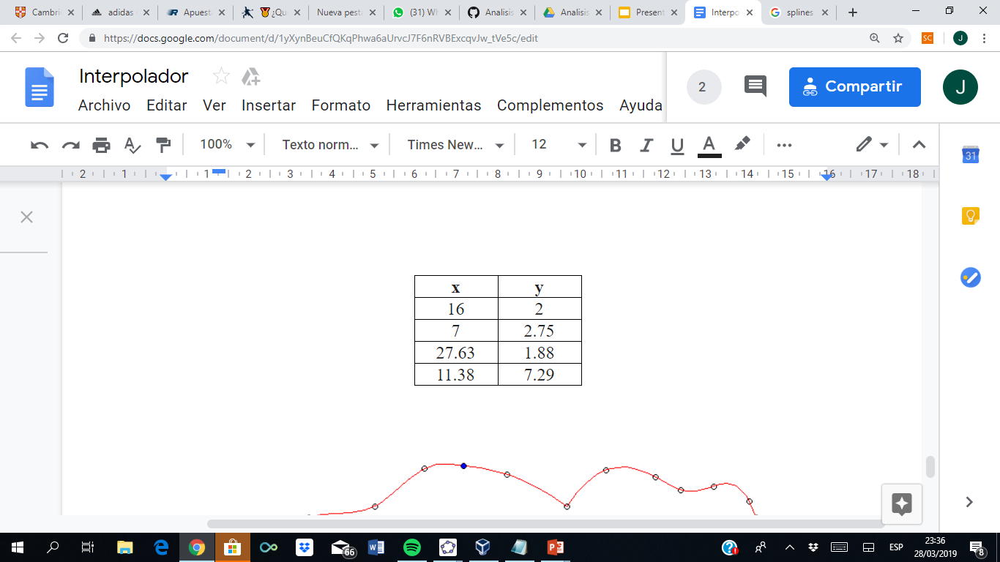 Cambri
adidas
Apuest
¿Qu
Nueva pest
(31) Wh
Analisis
Analisis
Present
Interpo
splines
https://docs.google.com/document/d/1yXynBeuCfQKqPhwa6aUrvcJ7F6nRVBExcqvJw_tVe5c/edit
SC
J
Interpolador
2
Compartir
J
Archivo Editar Ver Insertar Formato Herramientas Complementos Ayuda
100% Texto norm... Times New... 12 B I U A ...
2 1 1 2 3 4 5 6 7 8 9 10 11 12 13 14 15 16 17 18
31
x y
16 2
7 2.75
27.63 1.88
11.38 7.29
66
ESP
23:36
28/03/2019
8